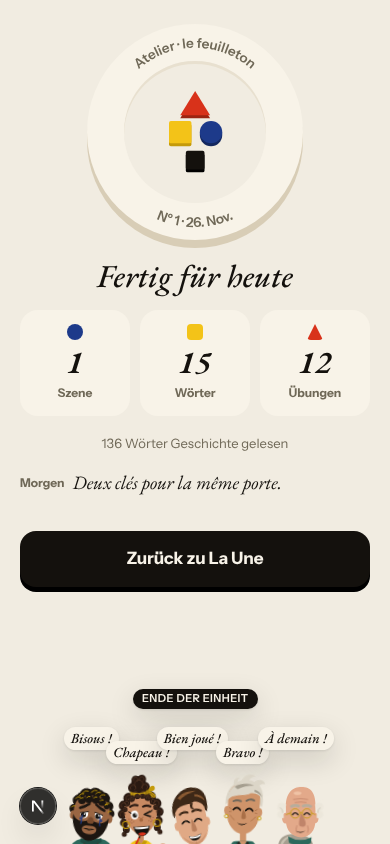 Atelier · le feuilleton
N° 1 · 26. Nov.
Fertig für heute
1 15 12
Szene Wörter Übungen
136 Wörter Geschichte gelesen
Morgen Deux clés pour la même porte.
Zurück zu La Une
ENDE DER EINHEIT
Bisous ! Bien joué ! À demain !
Chapeau ! Bravo !
N